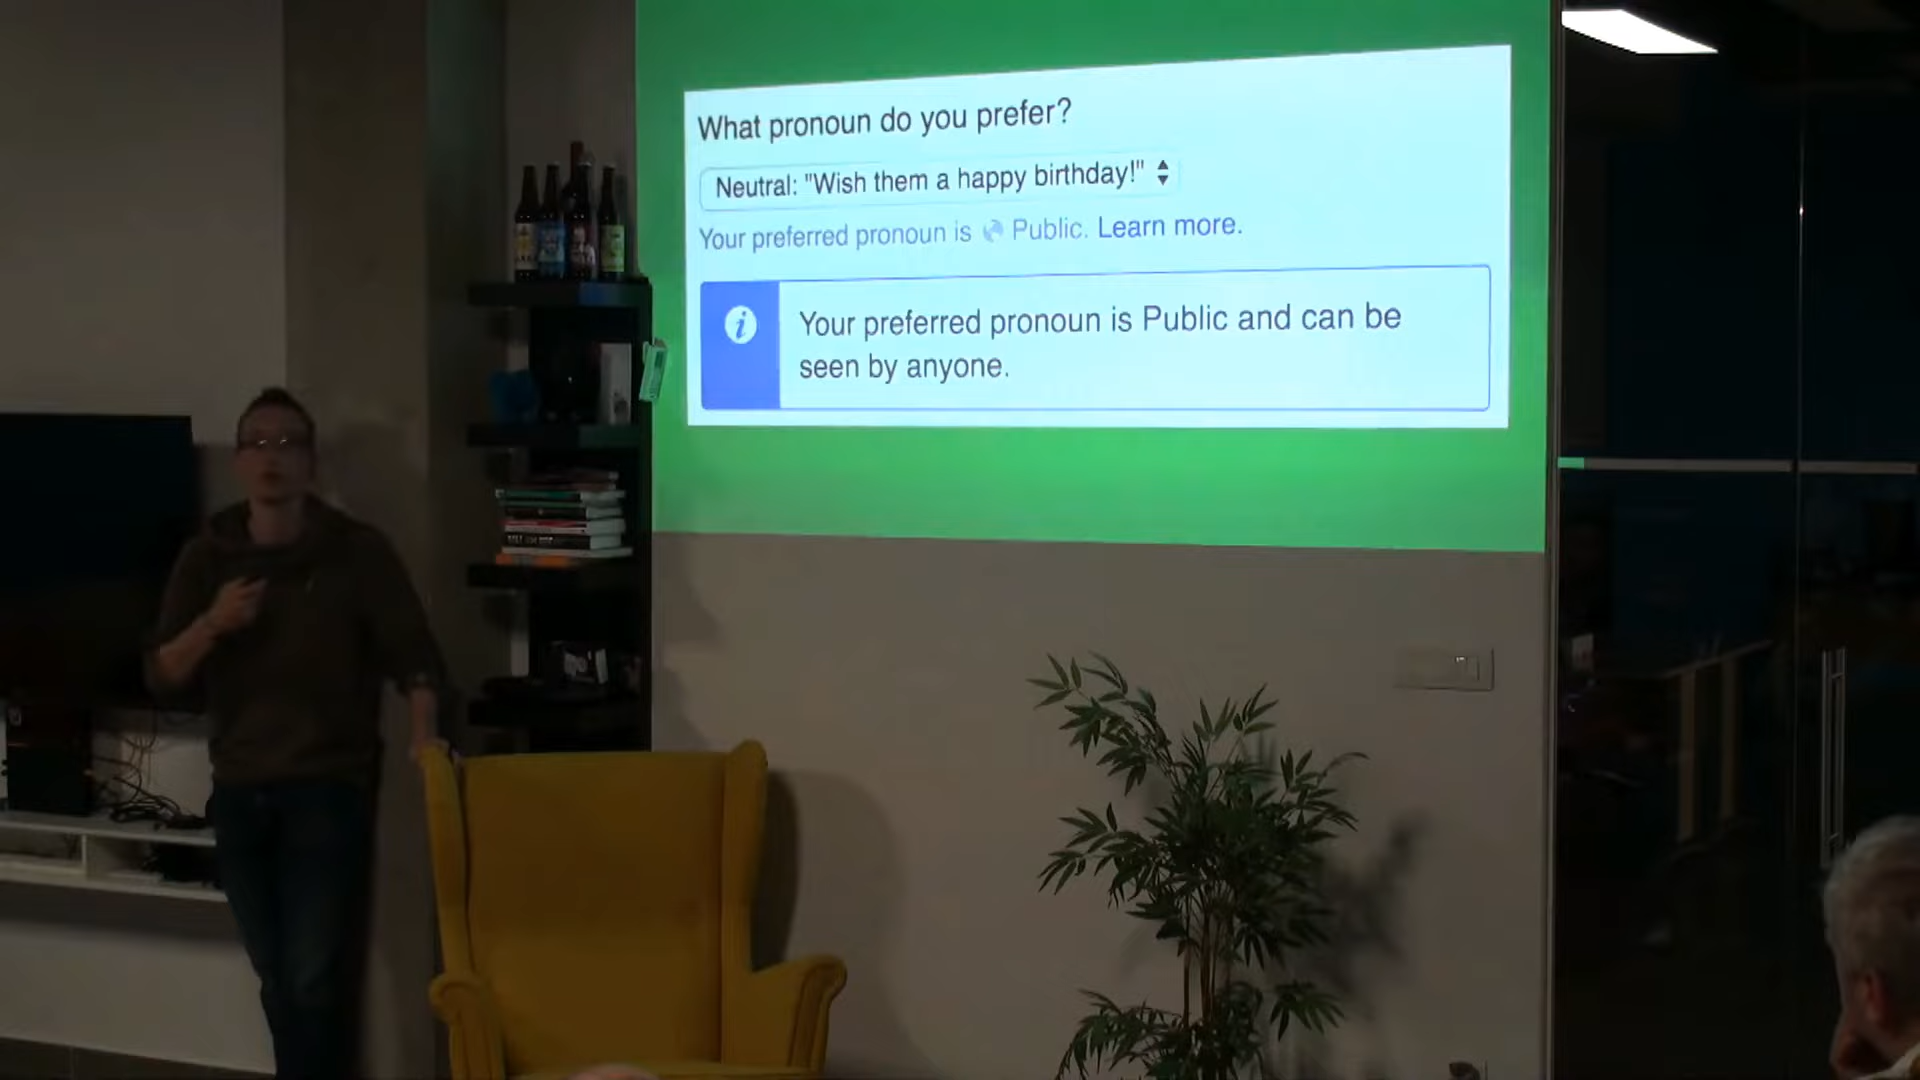 What pronoun do you prefer?
Neutral: "Wish them a happy birthday!"
Your preferred pronoun is Public. Learn more.
Your preferred pronoun is Public and can be
seen by anyone.